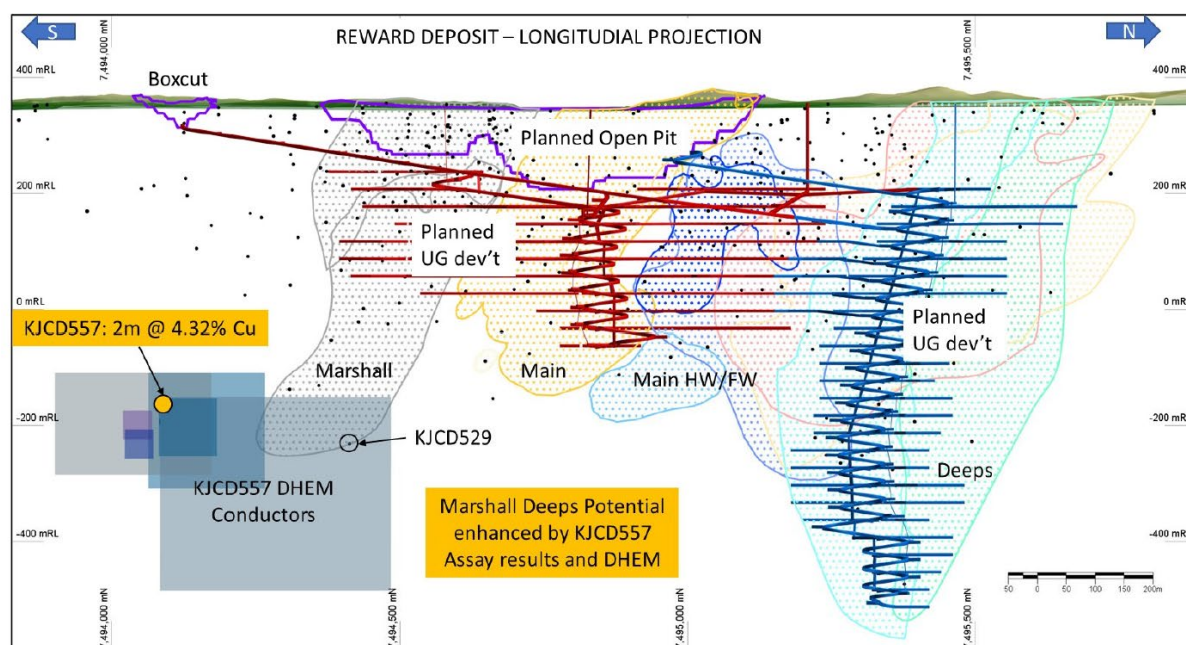 S
REWARD DEPOSIT – LONGITUDIAL PROJECTION
N
7,494,000 mN
7,495,000 mN
7,495,500 mN
400 mRL
Boxcut
400 mRL
Planned Open Pit
200 mRL
200 mRL
Planned
UG dev't
0 mRL
0 mRL
KJCD557: 2m @ 4.32% Cu
Planned
UG dev't
Marshall
Main
Main HW/FW
-200 mRL
-200 mRL
KJCD529
Deeps
KJCD557 DHEM
Conductors
Marshall Deeps Potential
enhanced by KJCD557
Assay results and DHEM
-400 mRL
-400 mRL
50 0 50 100 150 200m
7,494,000 mN
7,494,500 mN
7,495,000 mN
7,495,500 mN